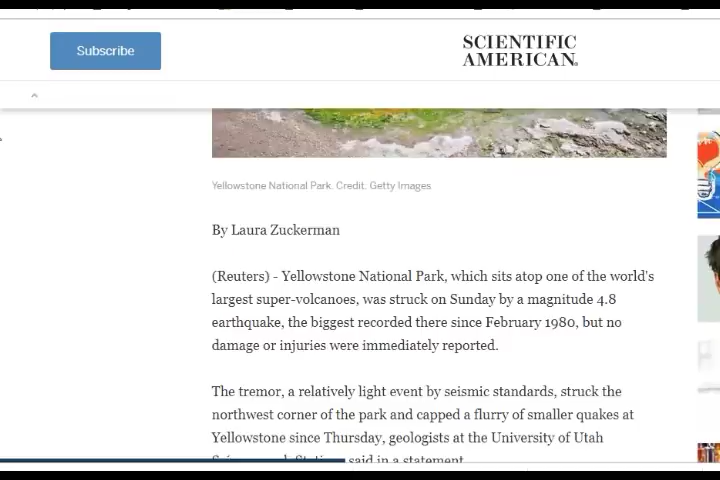 Subscribe
SCIENTIFIC
AMERICAN
Yellowstone National Park. Credit: Getty Images
By Laura Zuckerman
(Reuters) - Yellowstone National Park, which sits atop one of the world's
largest super-volcanoes, was struck on Sunday by a magnitude 4.8
earthquake, the biggest recorded there since February 1980, but no
damage or injuries were immediately reported.
The tremor, a relatively light event by seismic standards, struck the
northwest corner of the park and capped a flurry of smaller quakes at
Yellowstone since Thursday, geologists at the University of Utah
said in a statement.